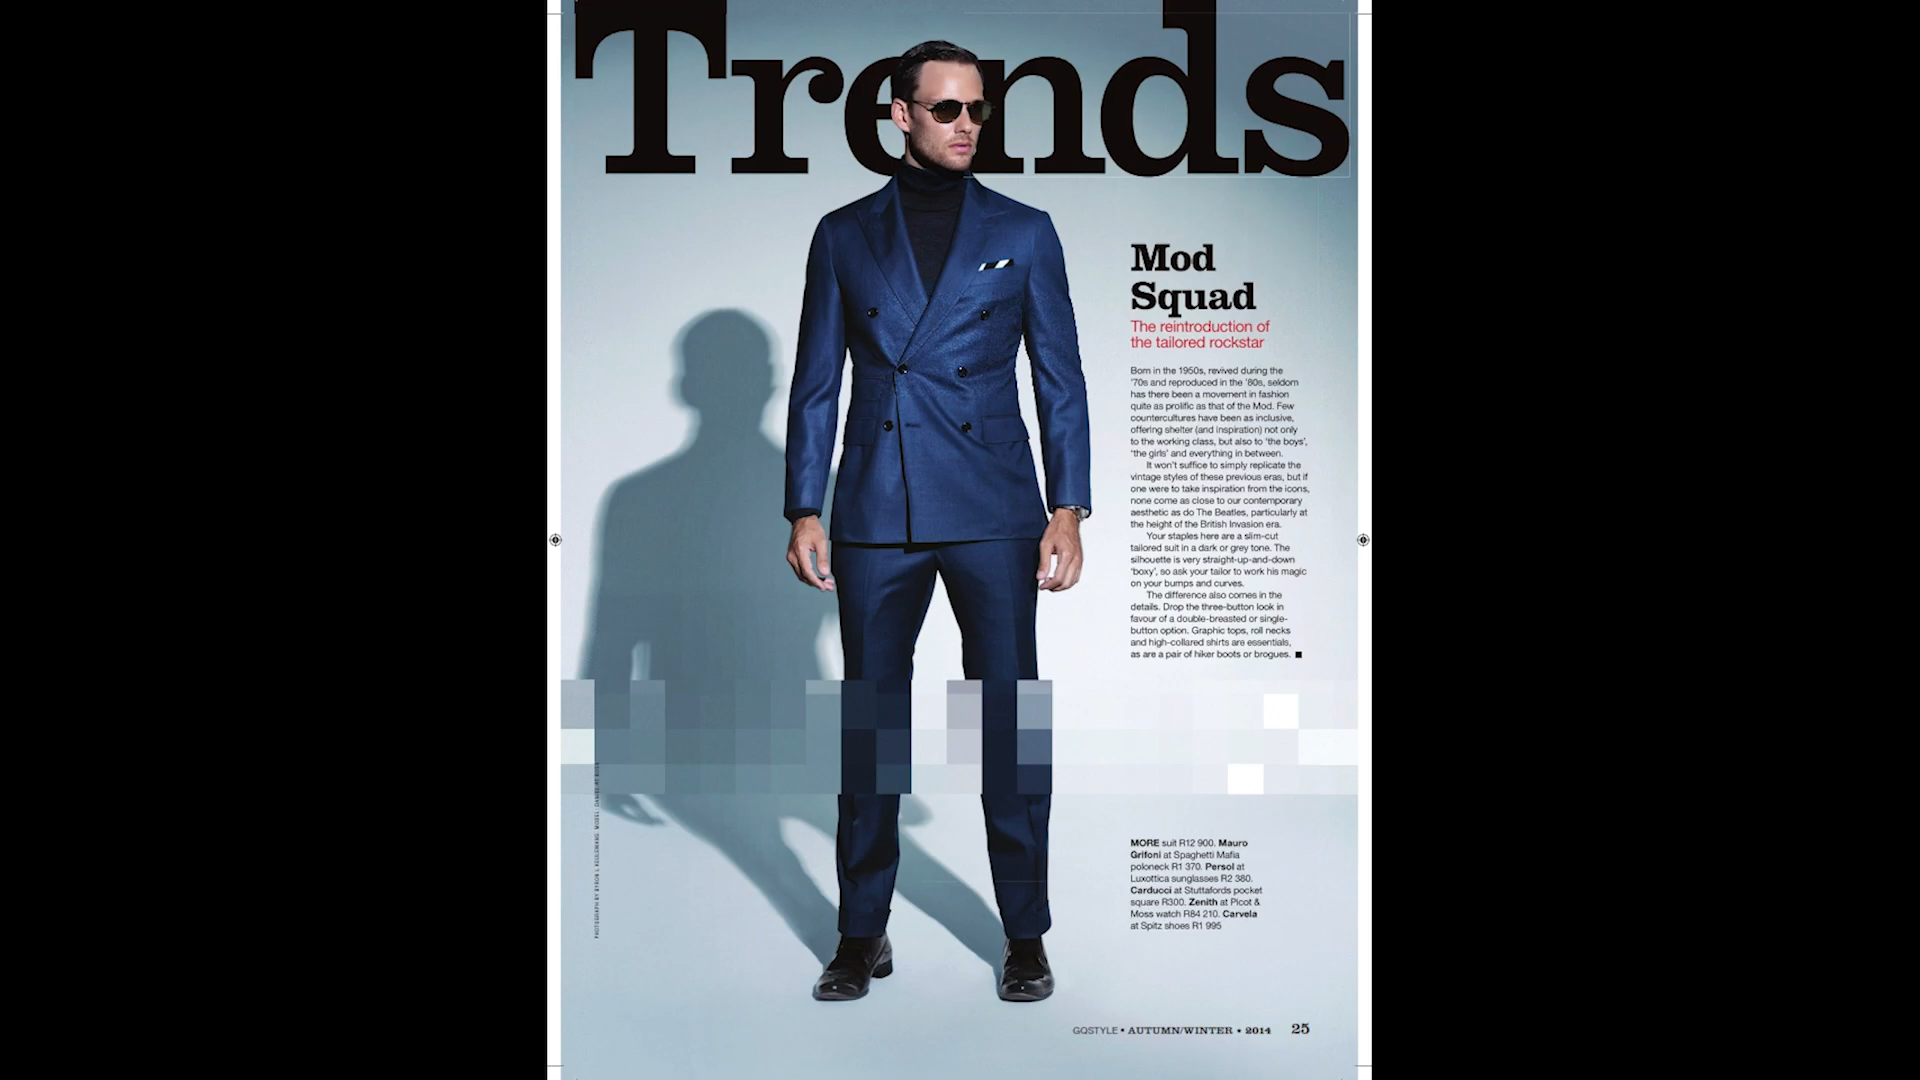 Trends
Mod
Squad
The reintroduction of
the tailored rockstar
Born in the 1950s, revived during the
'70s and reproduced in the '80s, seldom
has there been a movement in fashion
quite as prolific as that of the Mod. Few
countercultures have been as inclusive,
offering shelter (and inspiration) not only
to the working class, but also to 'the boys',
'the girls' and everything in between.
It won't suffice to simply replicate the
vintage styles of these previous eras, but if
one were to take inspiration from the icons,
none come as close to our contemporary
aesthetic as do The Beatles, particularly at
the height of the British Invasion era.
Your staples here are a slim-cut
tailored suit in a dark or grey tone. The
silhouette is very straight-up-and-down
'boxy', so ask your tailor to work his magic
on your bumps and curves.
The difference also comes in the
details. Drop the three-button look in
favour of a double-breasted or single-
button option. Graphic tops, roll necks
and high-collared shirts are essentials,
as are a pair of hiker boots or brogues.
MORE suit R12 900. Mauro
Grifoni at Spaghetti Mafia
poloneck R1 370. Persol at
Luxottica sunglasses R2 380.
Carducci at Stuttafords pocket
square R300. Zenith at Picot &
Moss watch R84 210. Carvela
at Spitz shoes R1 995
PHOTOGRAPH BY BYRON L KEULEMANS. MODEL:
GQSTYLE • AUTUMN/WINTER • 2014 25